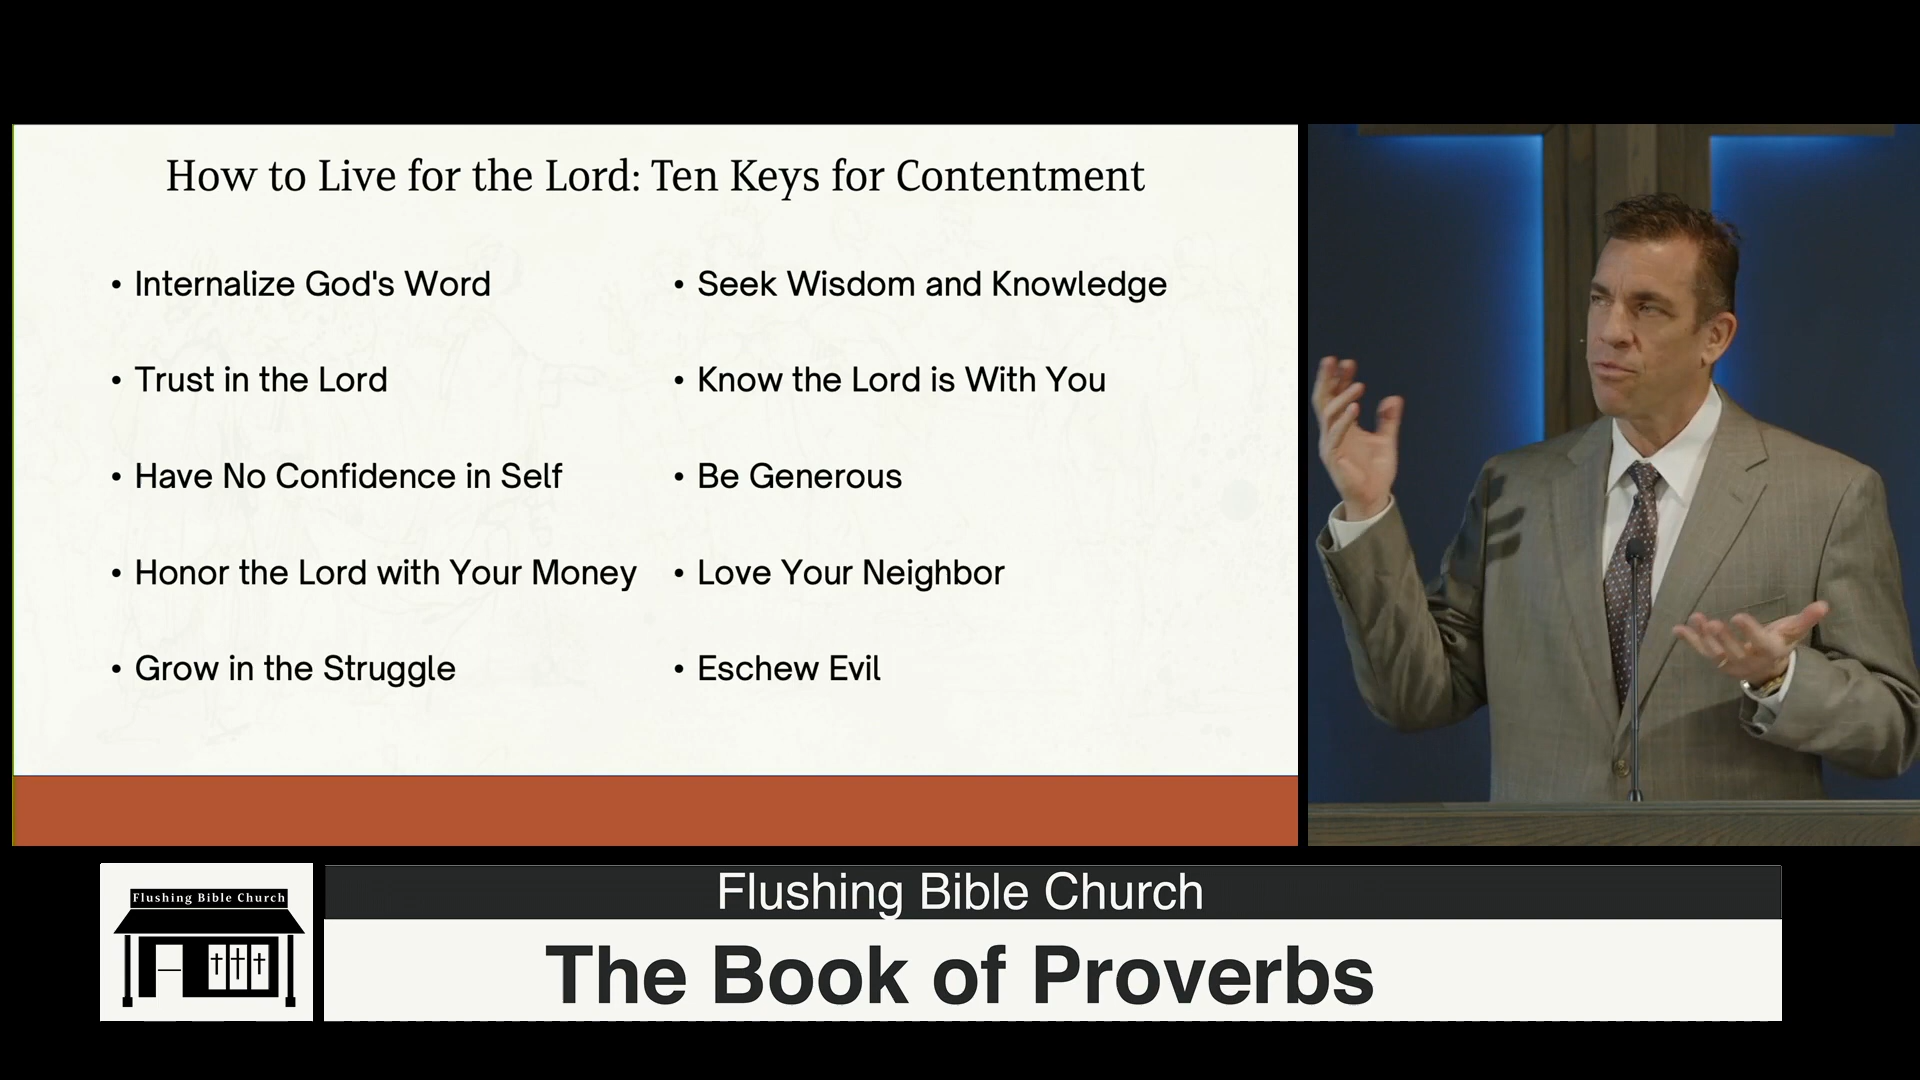 How to Live for the Lord: Ten Keys for Contentment
• Internalize God's Word
• Trust in the Lord
• Have No Confidence in Self
• Honor the Lord with Your Money
• Grow in the Struggle
• Seek Wisdom and Knowledge
• Know the Lord is With You
• Be Generous
• Love Your Neighbor
• Eschew Evil
Flushing Bible Church
Flushing Bible Church
The Book of Proverbs